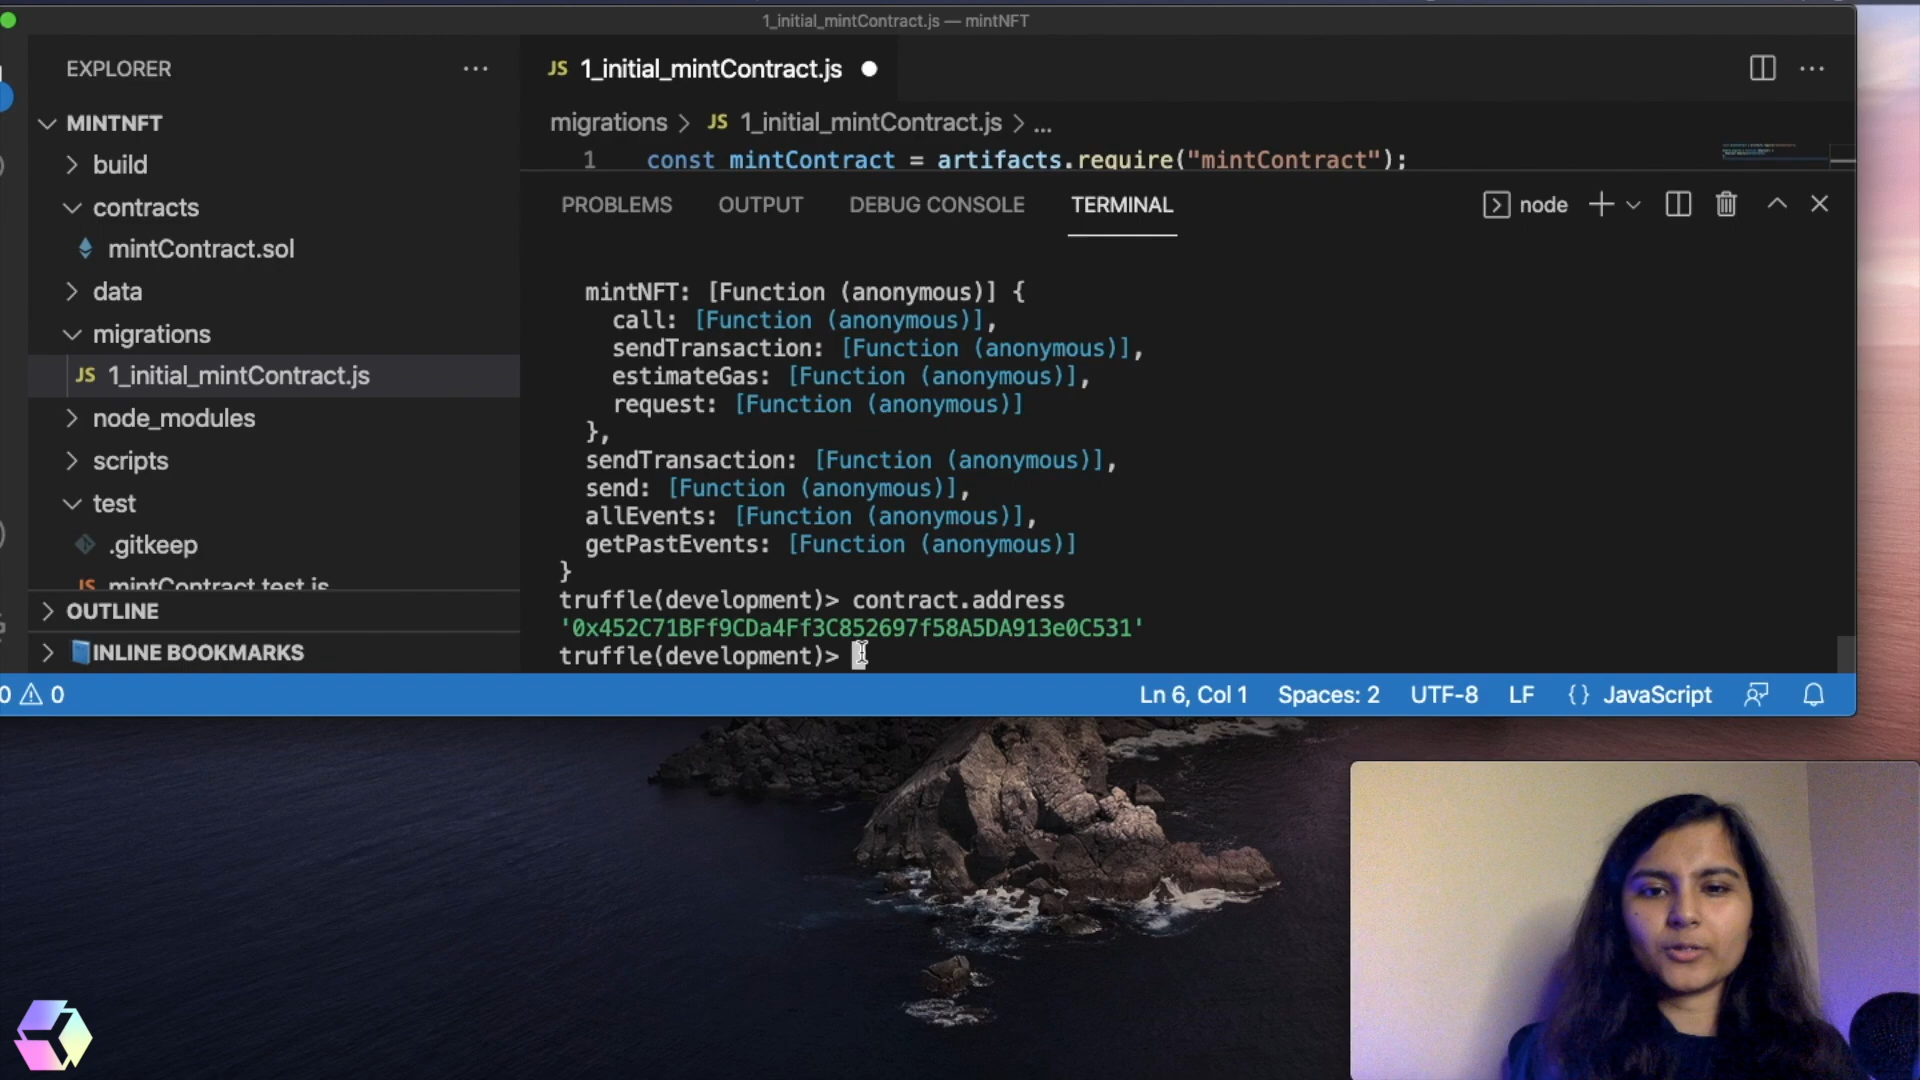 1_initial_mintContract.js — mintNFT
EXPLORER
MINTNFT
build
contracts
mintContract.sol
data
migrations
JS 1_initial_mintContract.js
node_modules
scripts
test
.gitkeep
JS mintContract.test.js
OUTLINE
INLINE BOOKMARKS
JS 1_initial_mintContract.js
migrations > JS 1_initial_mintContract.js > ...
1 const mintContract = artifacts.require("mintContract");
PROBLEMS OUTPUT DEBUG CONSOLE TERMINAL node
mintNFT: [Function (anonymous)] {
call: [Function (anonymous)],
sendTransaction: [Function (anonymous)],
estimateGas: [Function (anonymous)],
request: [Function (anonymous)]
},
sendTransaction: [Function (anonymous)],
send: [Function (anonymous)],
allEvents: [Function (anonymous)],
getPastEvents: [Function (anonymous)]
}
truffle(development)> contract.address
'0x452C71BFf9CDa4Ff3C852697f58A5DA913e0C531'
truffle(development)>
0 0 Ln 6, Col 1 Spaces: 2 UTF-8 LF {} JavaScript